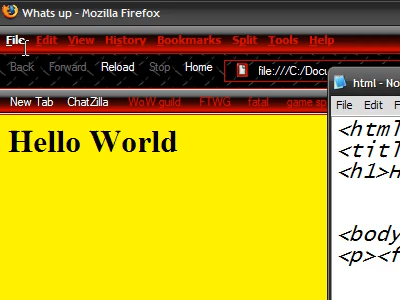 Whats up - Mozilla Firefox
File Edit View History Bookmarks Split Tools Help
Back Forward Reload Stop Home file:///C:/Docu
New Tab ChatZilla WoW guild FTWG fatal game sp
Hello World
html - No
File Edit F
<html
<titl
<h1>H
<body
<p><f